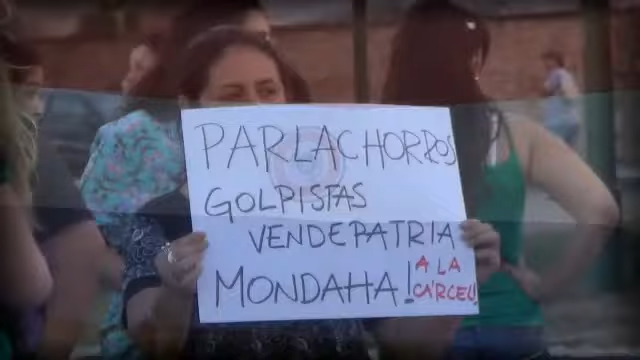 PARLACHORROS
GOLPISTAS
VENDEPATRIA
MONDAHA! A LA
CÁRCEL!